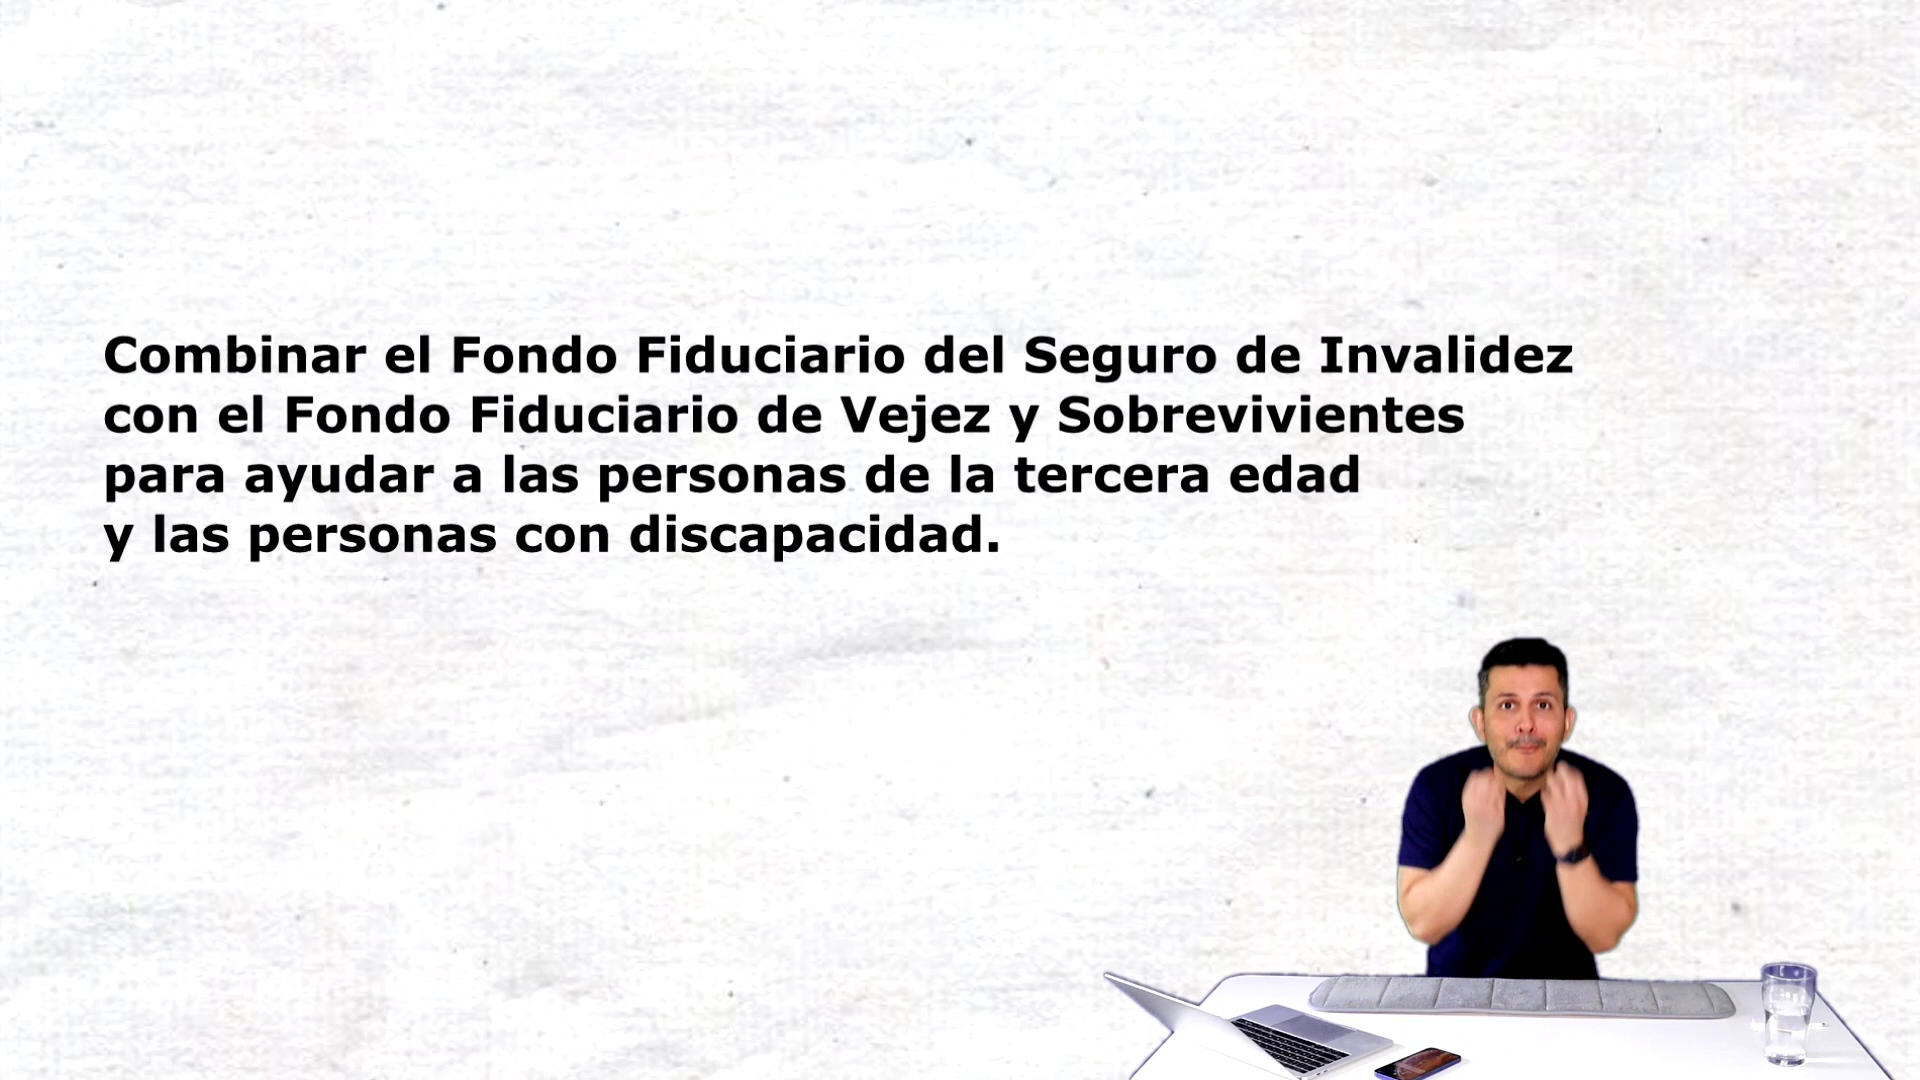 Combinar el Fondo Fiduciario del Seguro de Invalidez
con el Fondo Fiduciario de Vejez y Sobrevivientes
para ayudar a las personas de la tercera edad
y las personas con discapacidad.